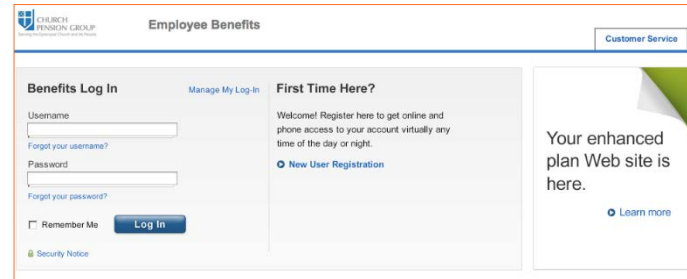 CHURCH
PENSION GROUP
Serving the Episcopal Church and Its People
Employee Benefits
Customer Service
Benefits Log In
Manage My Log-In
Username
Forgot your username?
Password
Forgot your password?
Remember Me
Log In
Security Notice
First Time Here?
Welcome! Register here to get online and
phone access to your account virtually any
time of the day or night.
New User Registration
Your enhanced
plan Web site is
here.
Learn more